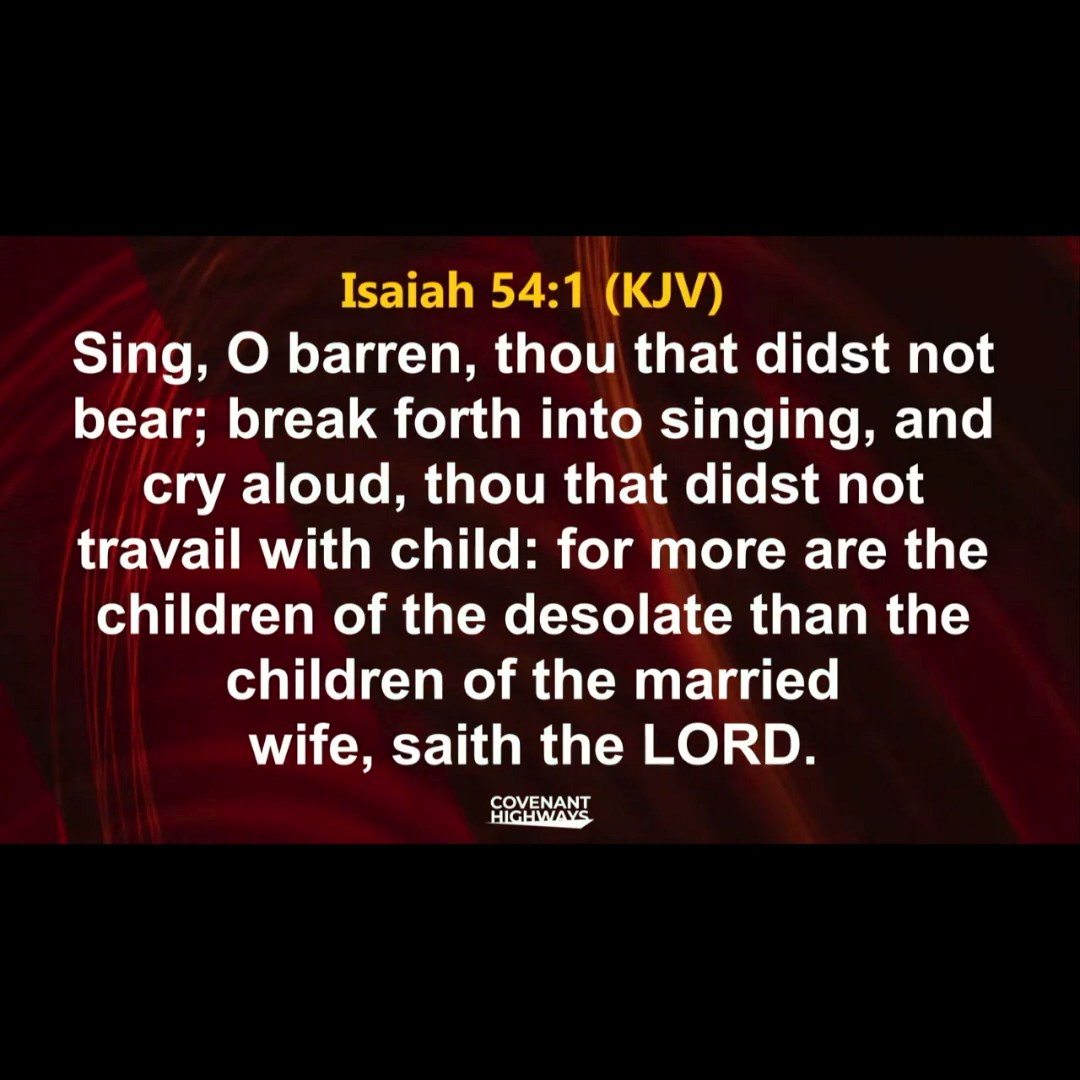 Isaiah 54:1 (KJV)
Sing, O barren, thou that didst not
bear; break forth into singing, and
cry aloud, thou that didst not
travail with child: for more are the
children of the desolate than the
children of the married
wife, saith the LORD.
COVENANT
HIGHWAYS